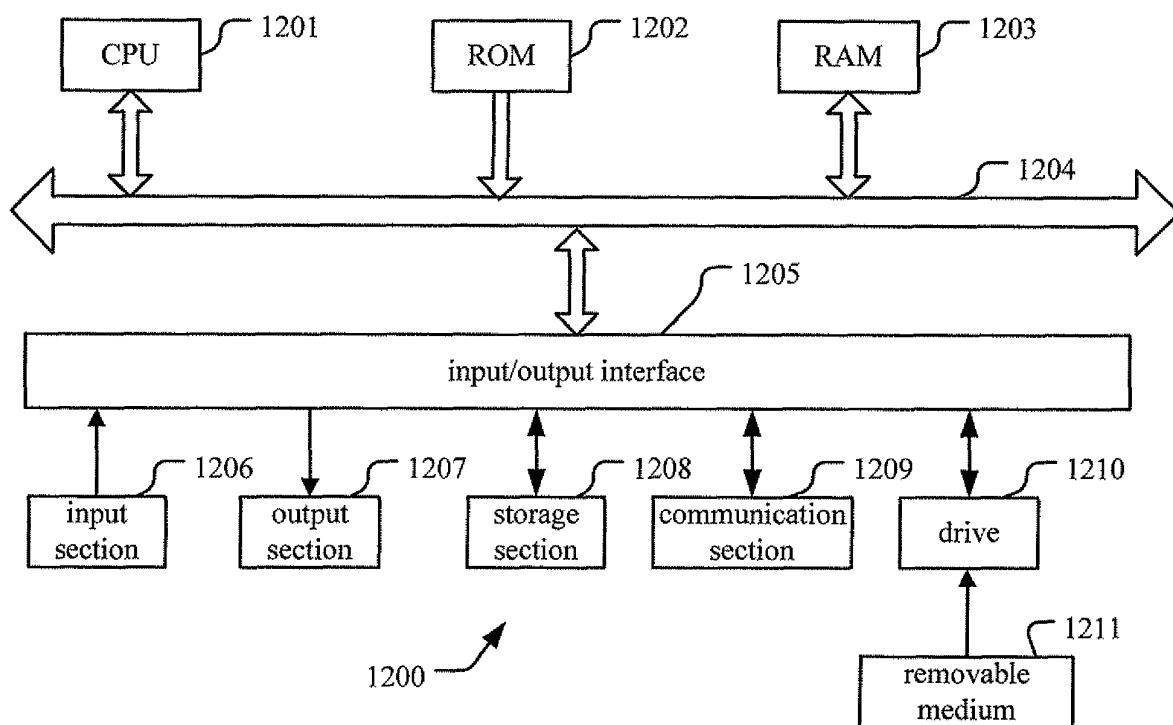 1201
1202
1203
CPU
ROM
RAM
1204
1205
input/output interface
1206
1207
1208
1209
1210
input
section
output
section
storage
section
communication
section
drive
1200
1211
removable
medium